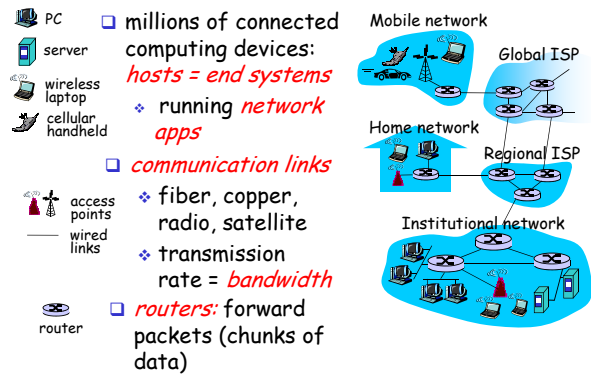 PC
server
wireless
laptop
cellular
handheld
access
points
wired
links
router
❑ millions of connected
computing devices:
hosts = end systems
❖ running network
apps
❑ communication links
❖ fiber, copper,
radio, satellite
❖ transmission
rate = bandwidth
❑ routers: forward
packets (chunks of
data)
Mobile network
Global ISP
Home network
Regional ISP
Institutional network